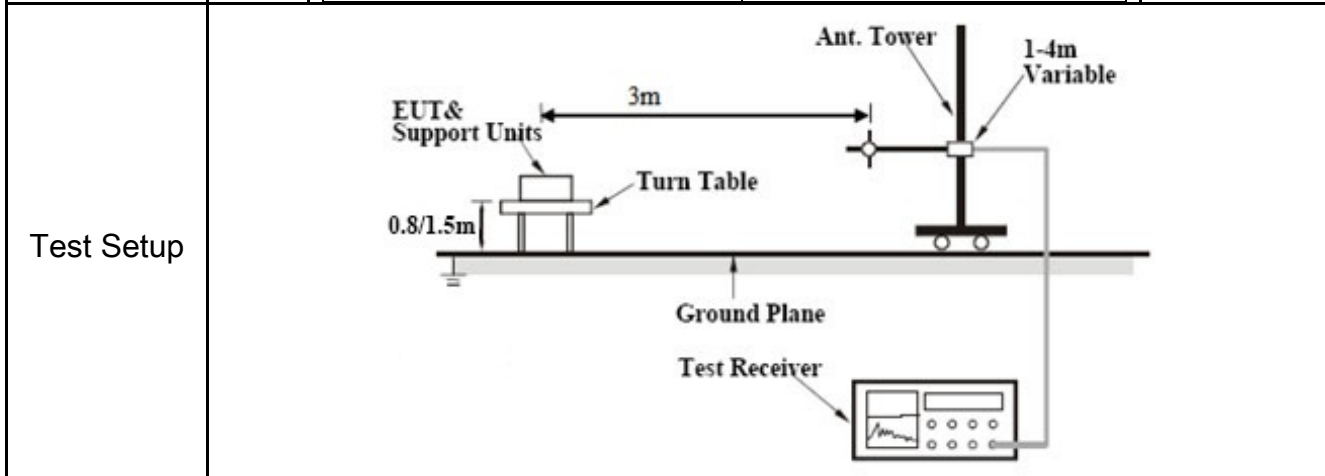 Test Setup
Ant. Tower
1-4m
Variable
3m
EUT&
Support Units
Turn Table
0.8/1.5m
Ground Plane
Test Receiver